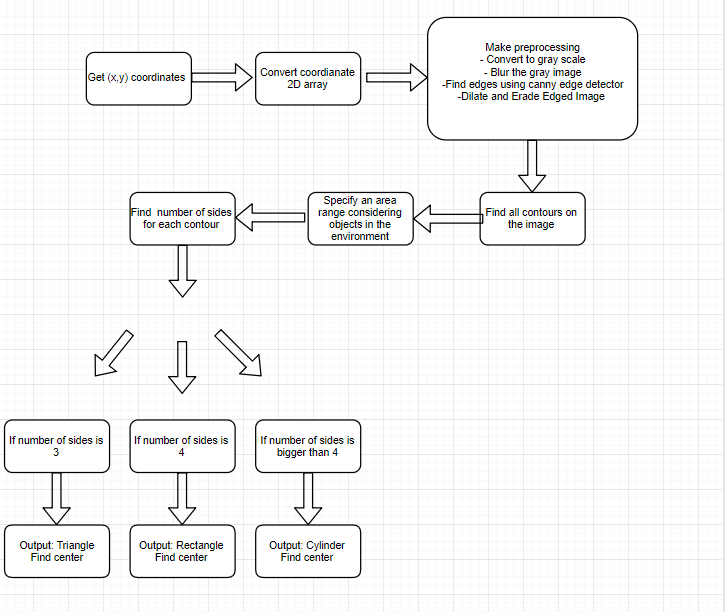 Get (x,y) coordinates
Convert coordianate
2D array
Make preprocessing
- Convert to gray scale
- Blur the gray image
-Find edges using canny edge detector
-Dilate and Erade Edged Image
Find all contours on
the image
Specify an area
range considering
objects in the
environment
Find  number of sides
for each contour
If number of sides is
3
If number of sides is
4
If number of sides is
bigger than 4
Output: Triangle
Find center
Output: Rectangle
Find center
Output: Cylinder
Find center